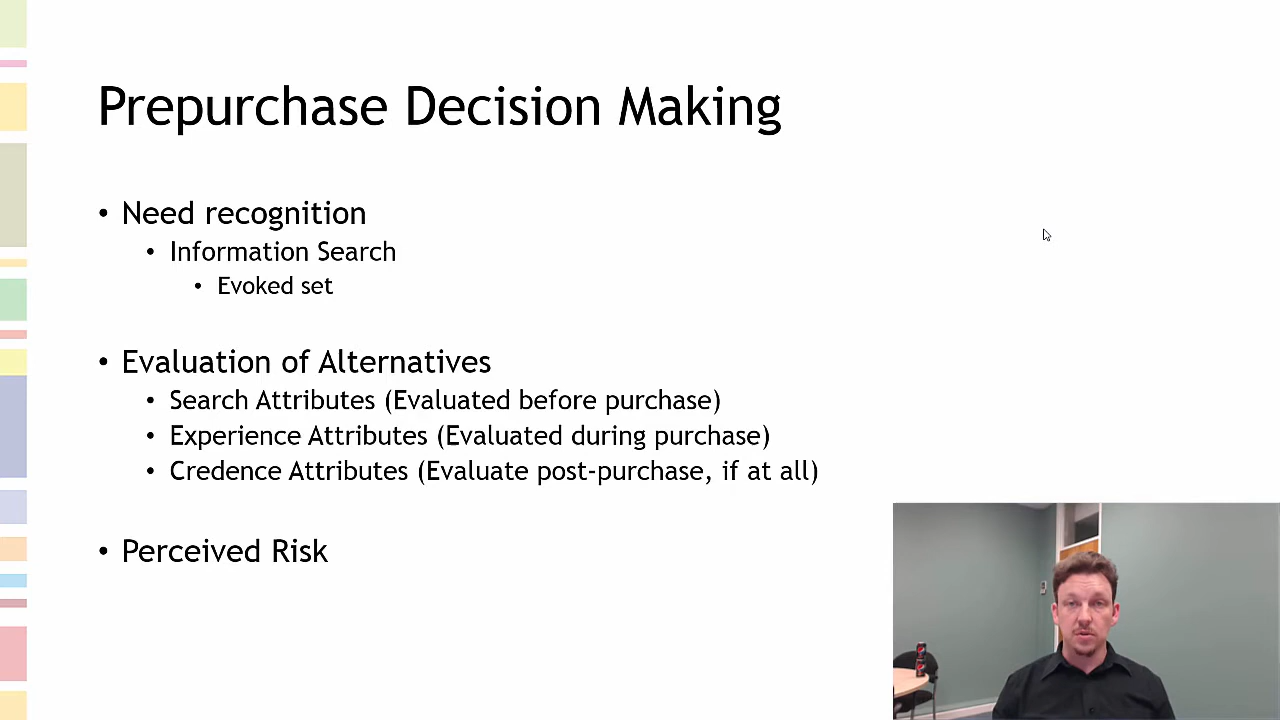 Prepurchase Decision Making
• Need recognition
• Information Search
• Evoked set
• Evaluation of Alternatives
• Search Attributes (Evaluated before purchase)
• Experience Attributes (Evaluated during purchase)
• Credence Attributes (Evaluate post-purchase, if at all)
• Perceived Risk